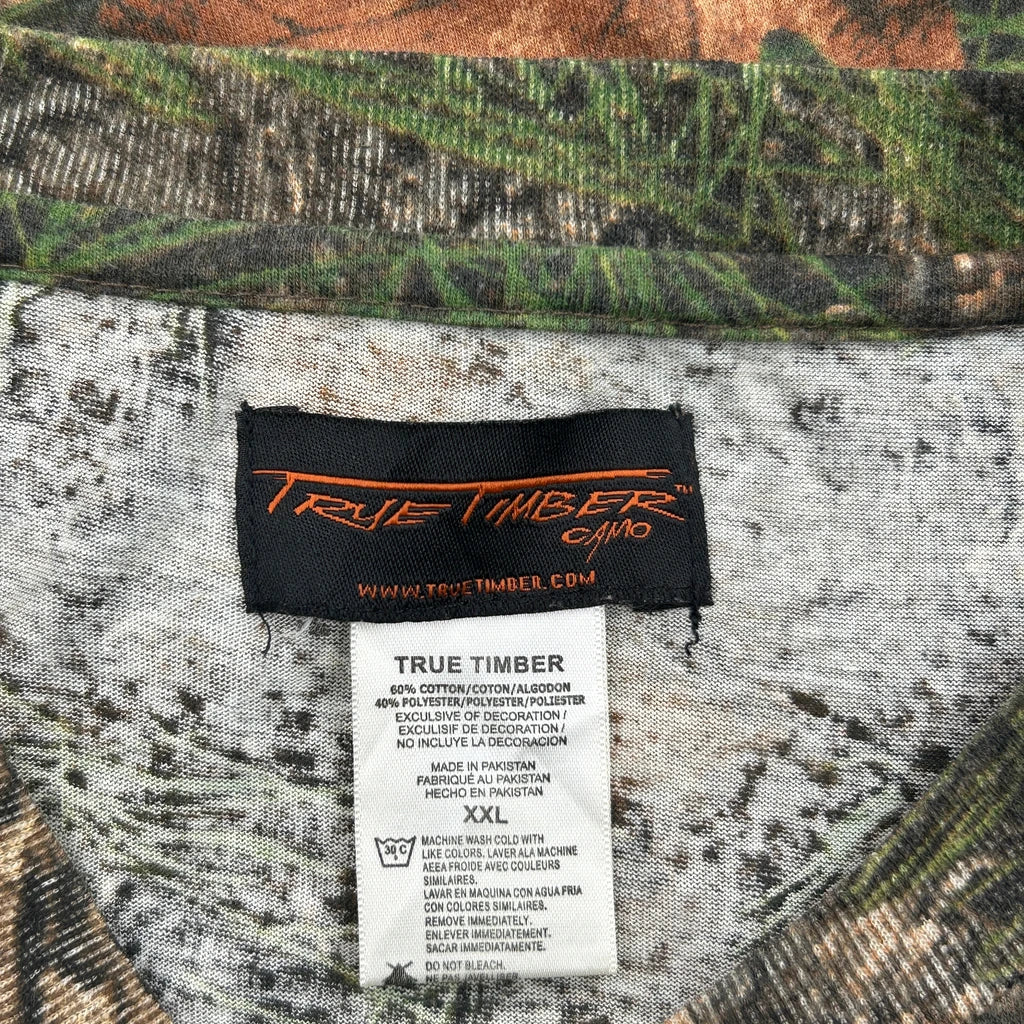 TRUE TIMBER™
CAMO
WWW.TRUETIMBER.COM
TRUE TIMBER
60% COTTON/COTON/ALGODON
40% POLYESTER/POLYESTER/POLIESTER
EXCLUSIVE OF DECORATION /
EXCLUSIF DE DECORATION /
NO INCLUYE LA DECORACION
MADE IN PAKISTAN
FABRIQUÉ AU PAKISTAN
HECHO EN PAKISTAN
XXL
30 C
MACHINE WASH COLD WITH
LIKE COLORS. LAVER ALA MACHINE
AEEA FROIDE AVEC COULEURS
SIMILAIRES.
LAVAR EN MAQUINA CON AGUA FRIA
CON COLORES SIMILARES.
REMOVE IMMEDIATELY.
ENLEVER IMMEDIATEMENT.
SACAR IMMEDIATAMENTE.
DO NOT BLEACH.
NE PAS JAVELLISER